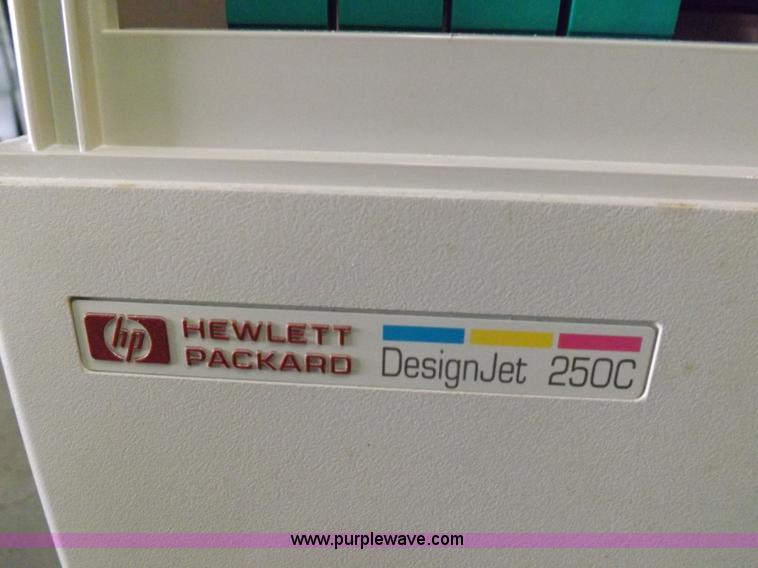 hp HEWLETT PACKARD
DesignJet 250C
www.purplewave.com